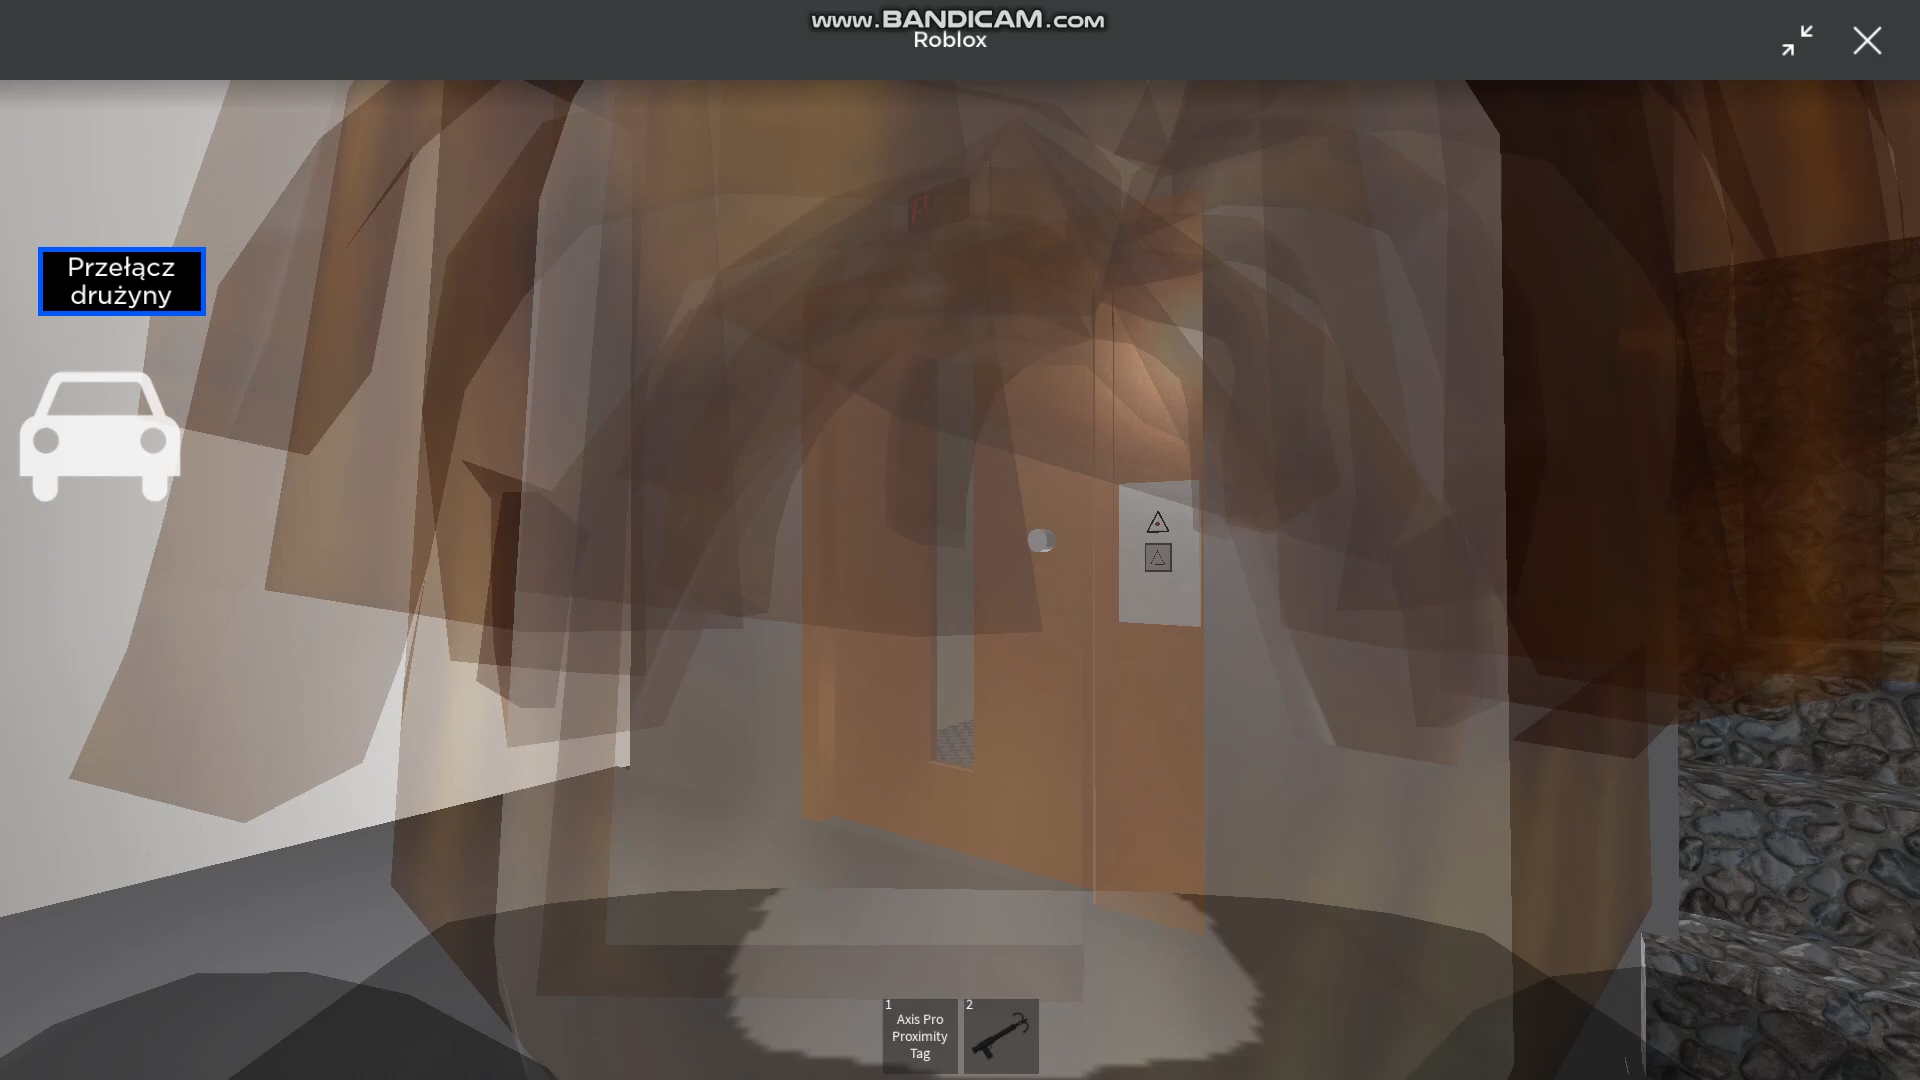 www.BANDICAM.com
Roblox
Przełącz
drużyny
1
Axis Pro
Proximity
Tag
2